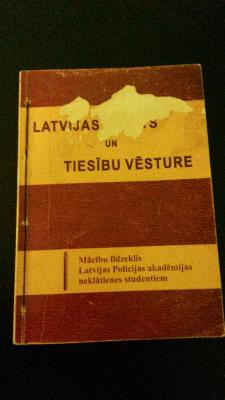 LATVIJAS
UN
TIESĪBU VĒSTURE
Mācību līdzeklis
Latvijas Policijas akadēmijas
neklātienes studentiem